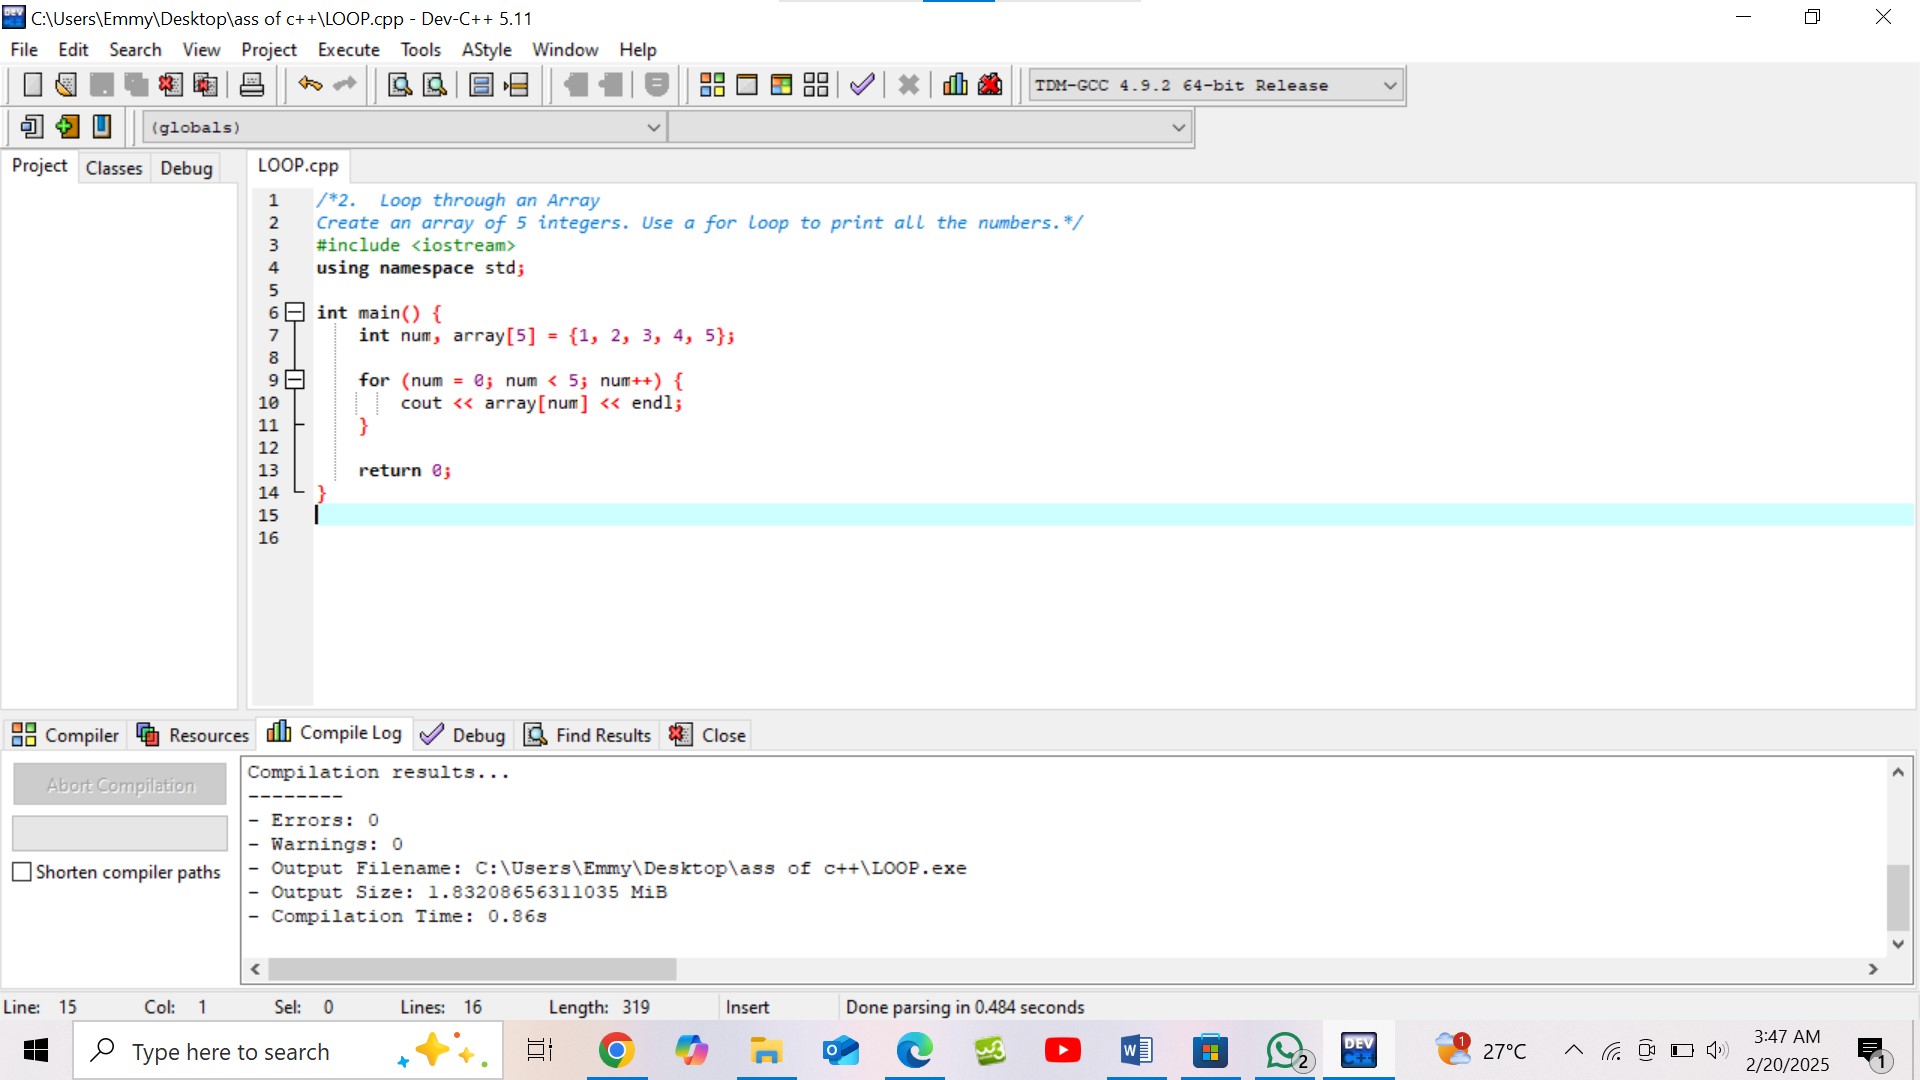 C:\Users\Emmy\Desktop\ass of c++\LOOP.cpp - Dev-C++ 5.11
File Edit Search View Project Execute Tools AStyle Window Help
TDM-GCC 4.9.2 64-bit Release
(globals)
Project Classes Debug LOOP.cpp
1 /*2.  Loop through an Array
2 Create an array of 5 integers. Use a for loop to print all the numbers.*/
3 #include <iostream>
4 using namespace std;
5
6 int main() {
7     int num, array[5] = {1, 2, 3, 4, 5};
8
9     for (num = 0; num < 5; num++) {
10         cout << array[num] << endl;
11     }
12
13     return 0;
14 }
15
16
Compiler Resources Compile Log Debug Find Results Close
Abort Compilation
Shorten compiler paths
Compilation results...
--------
- Errors: 0
- Warnings: 0
- Output Filename: C:\Users\Emmy\Desktop\ass of c++\LOOP.exe
- Output Size: 1.83208656311035 MiB
- Compilation Time: 0.86s
Line: 15 Col: 1 Sel: 0 Lines: 16 Length: 319 Insert Done parsing in 0.484 seconds
Type here to search
2
DEV C++
1
27°C
3:47 AM
2/20/2025
1